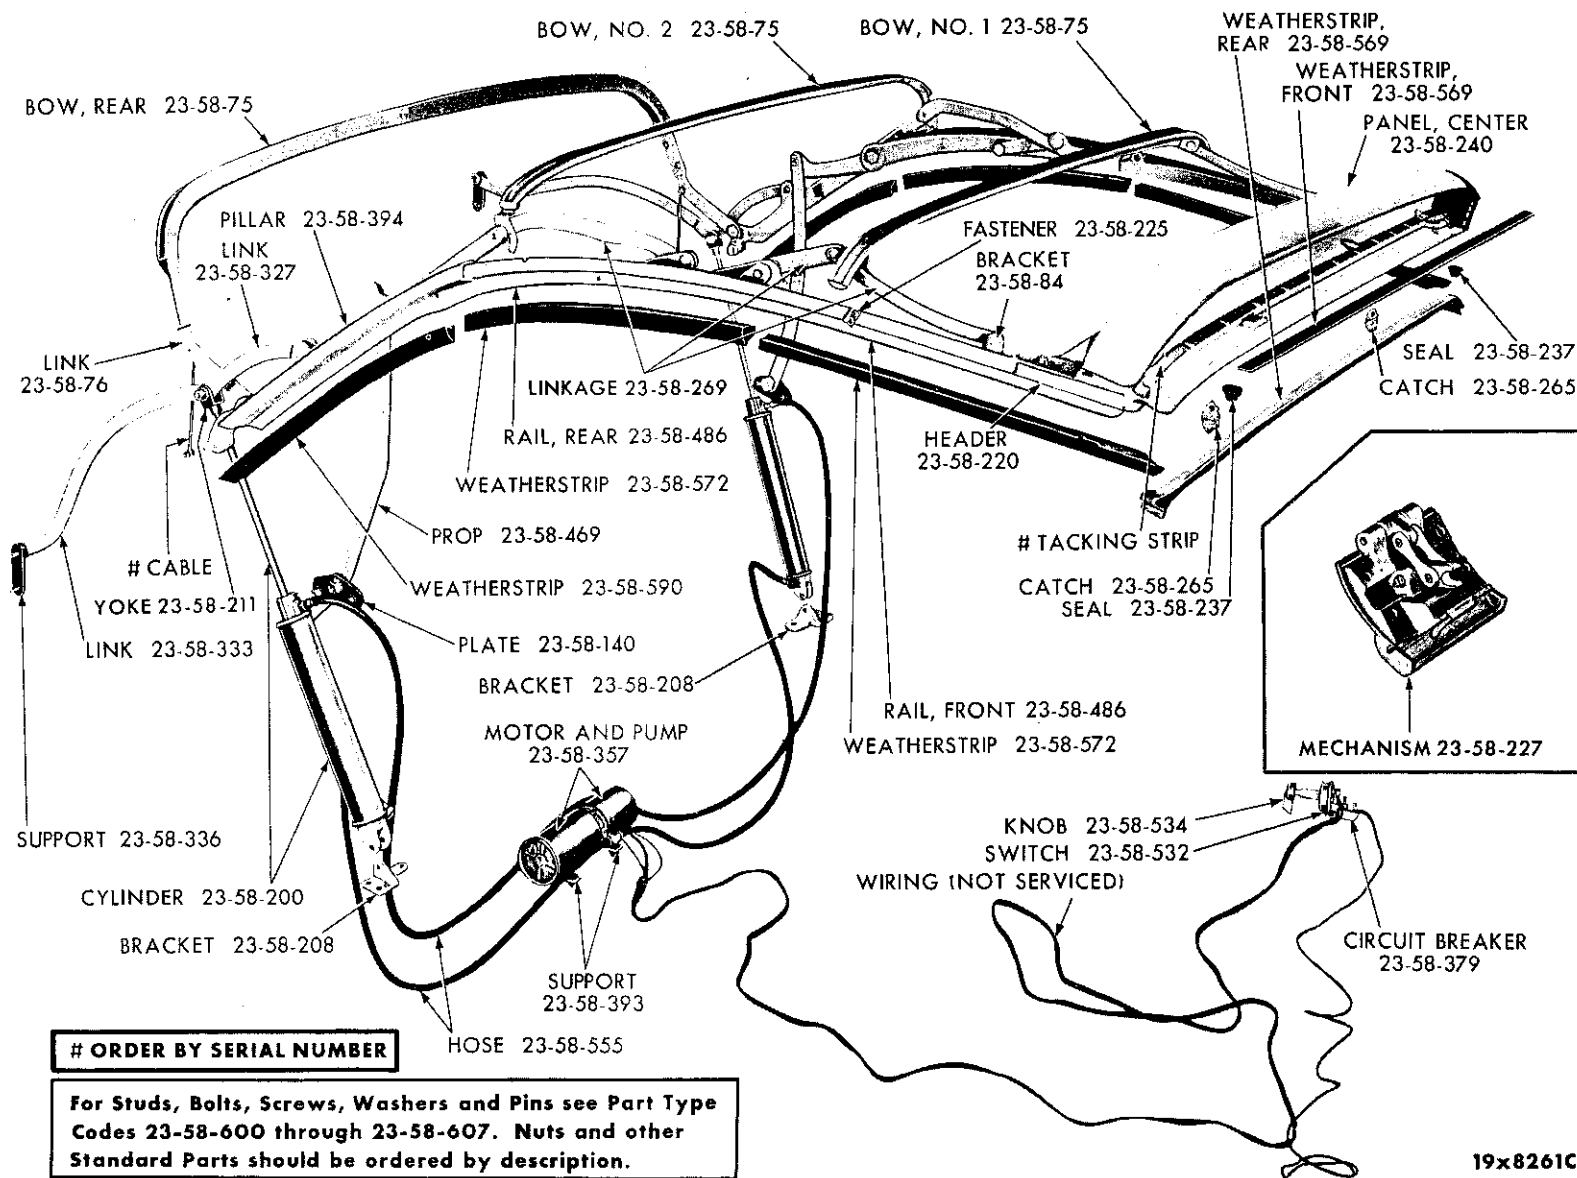 BOW, NO. 2 23-58-75
BOW, NO. 1 23-58-75
WEATHERSTRIP,
REAR 23-58-569
WEATHERSTRIP,
FRONT 23-58-569
PANEL, CENTER
23-58-240
BOW, REAR 23-58-75
PILLAR 23-58-394
LINK
23-58-327
FASTENER 23-58-225
BRACKET
23-58-84
LINK
23-58-76
LINKAGE 23-58-269
SEAL 23-58-237
CATCH 23-58-265
RAIL, REAR 23-58-486
HEADER
23-58-220
WEATHERSTRIP 23-58-572
PROP 23-58-469
# TACKING STRIP
# CABLE
WEATHERSTRIP 23-58-590
CATCH 23-58-265
SEAL 23-58-237
YOKE 23-58-211
LINK 23-58-333
PLATE 23-58-140
BRACKET 23-58-208
RAIL, FRONT 23-58-486
MOTOR AND PUMP
23-58-357
WEATHERSTRIP 23-58-572
MECHANISM 23-58-227
SUPPORT 23-58-336
KNOB 23-58-534
SWITCH 23-58-532
WIRING (NOT SERVICED)
CYLINDER 23-58-200
BRACKET 23-58-208
CIRCUIT BREAKER
23-58-379
SUPPORT
23-58-393
HOSE 23-58-555
# ORDER BY SERIAL NUMBER
For Studs, Bolts, Screws, Washers and Pins see Part Type
Codes 23-58-600 through 23-58-607. Nuts and other
Standard Parts should be ordered by description.
19x8261C